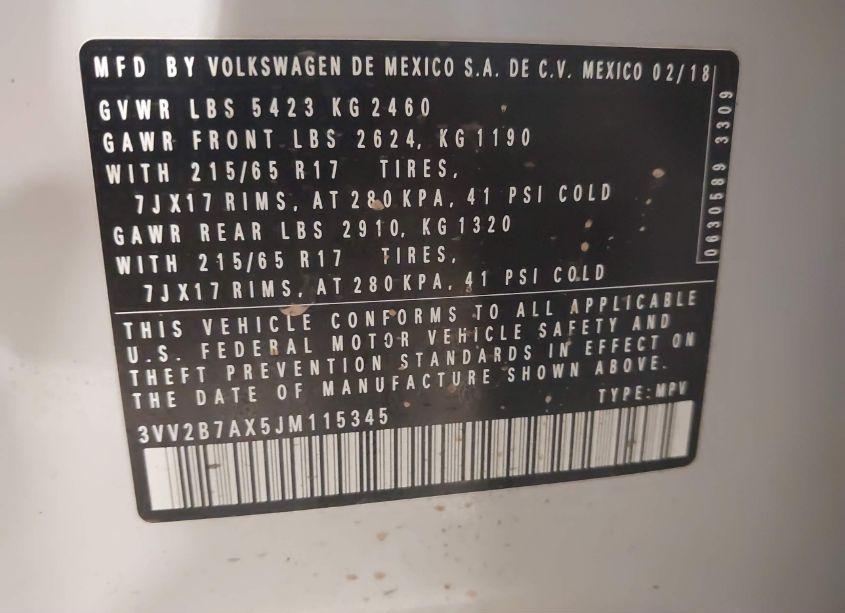 MFD BY VOLKSWAGEN DE MEXICO S.A. DE C.V. MEXICO 02/18
GVWR LBS 5423 KG 2460
GAWR FRONT LBS 2624, KG 1190
WITH 215/65 R17 TIRES,
7JX17 RIMS, AT 280 KPA, 41 PSI COLD
GAWR REAR LBS 2910, KG 1320
WITH 215/65 R17 TIRES,
7JX17 RIMS, AT 280 KPA, 41 PSI COLD
0630589 3309
THIS VEHICLE CONFORMS TO ALL APPLICABLE
U.S. FEDERAL MOTOR VEHICLE SAFETY AND
THEFT PREVENTION STANDARDS IN EFFECT ON
THE DATE OF MANUFACTURE SHOWN ABOVE.
TYPE: MPV
3VV2B7AX5JM115345